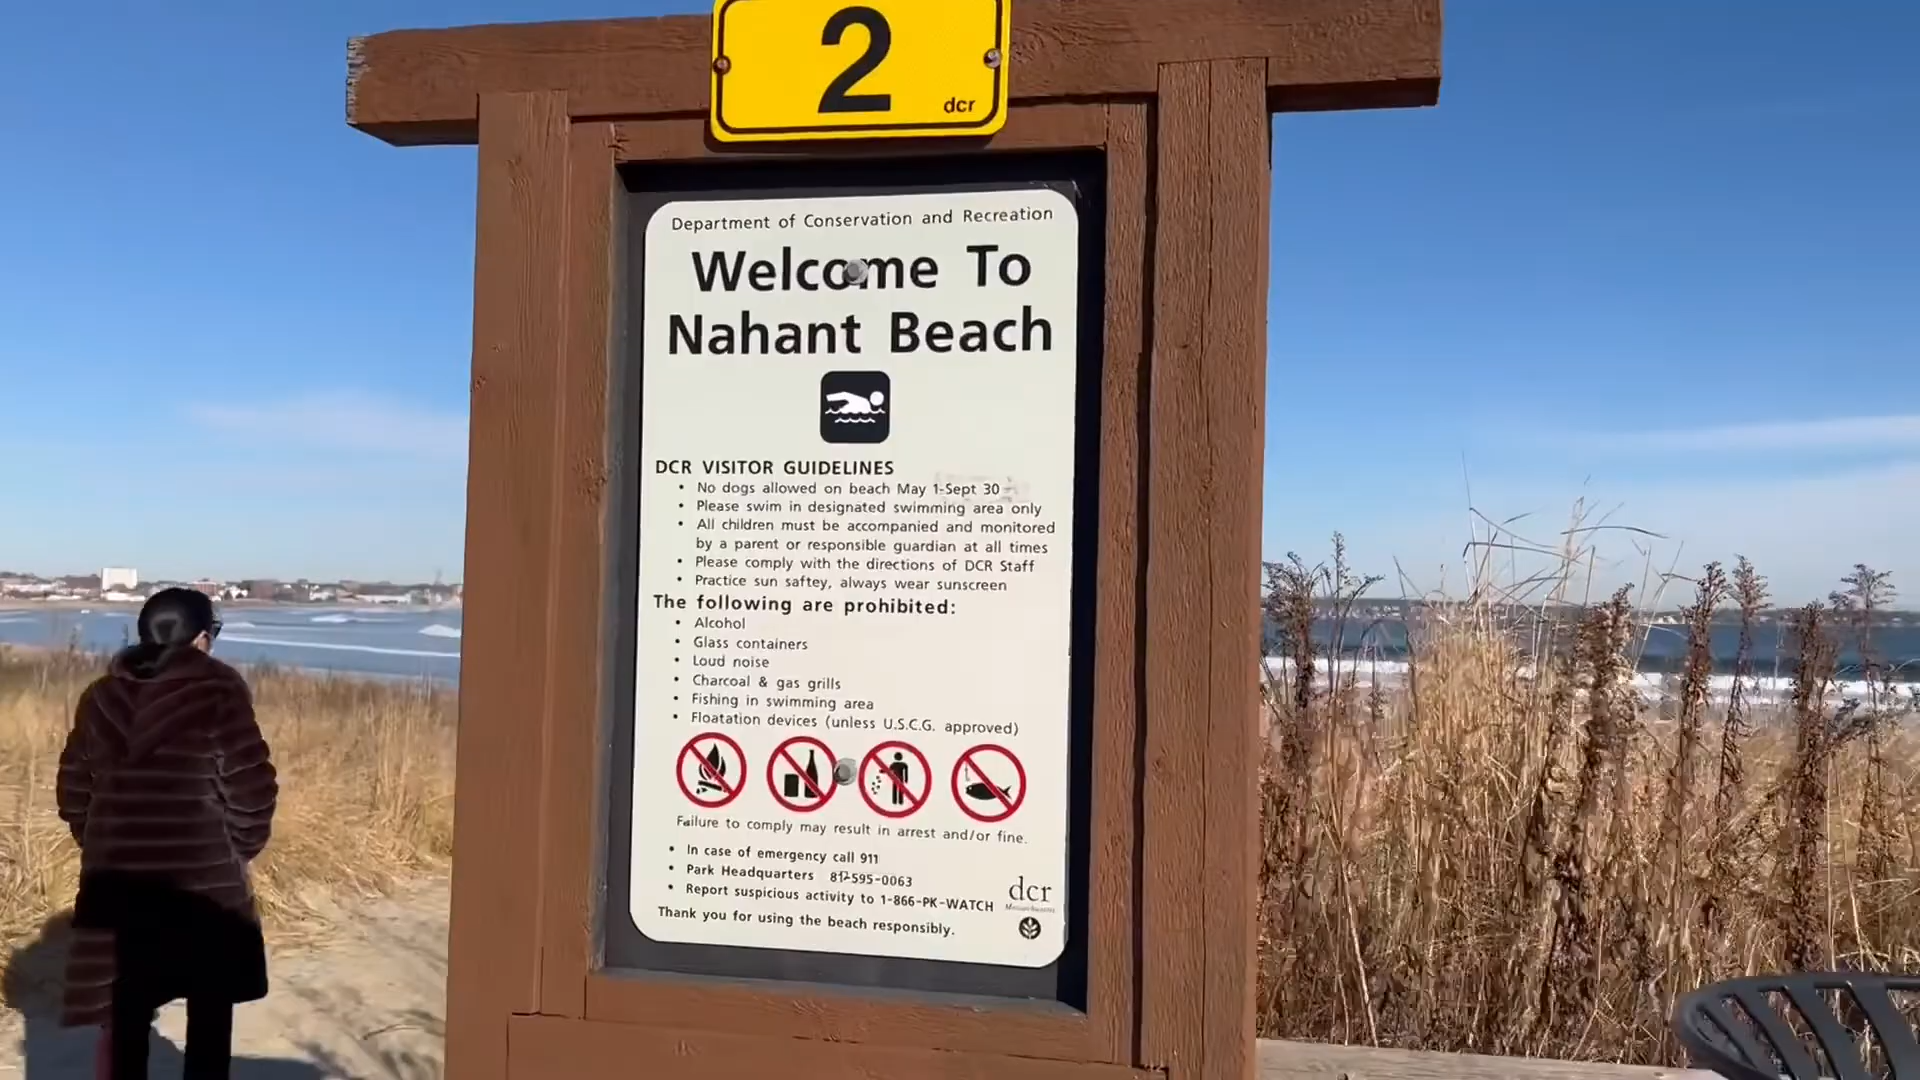 2
dcr
Department of Conservation and Recreation
Welcome To
Nahant Beach
DCR VISITOR GUIDELINES
• No dogs allowed on beach May 1-Sept 30
• Please swim in designated swimming area only
• All children must be accompanied and monitored
by a parent or responsible guardian at all times
• Please comply with the directions of DCR Staff
• Practice sun saftey, always wear sunscreen
The following are prohibited:
• Alcohol
• Glass containers
• Loud noise
• Charcoal & gas grills
• Fishing in swimming area
• Floatation devices (unless U.S.C.G. approved)
Failure to comply may result in arrest and/or fine.
• In case of emergency call 911
• Park Headquarters 817-595-0063
• Report suspicious activity to 1-866-PK-WATCH
Thank you for using the beach responsibly.
dcr
Massachusetts